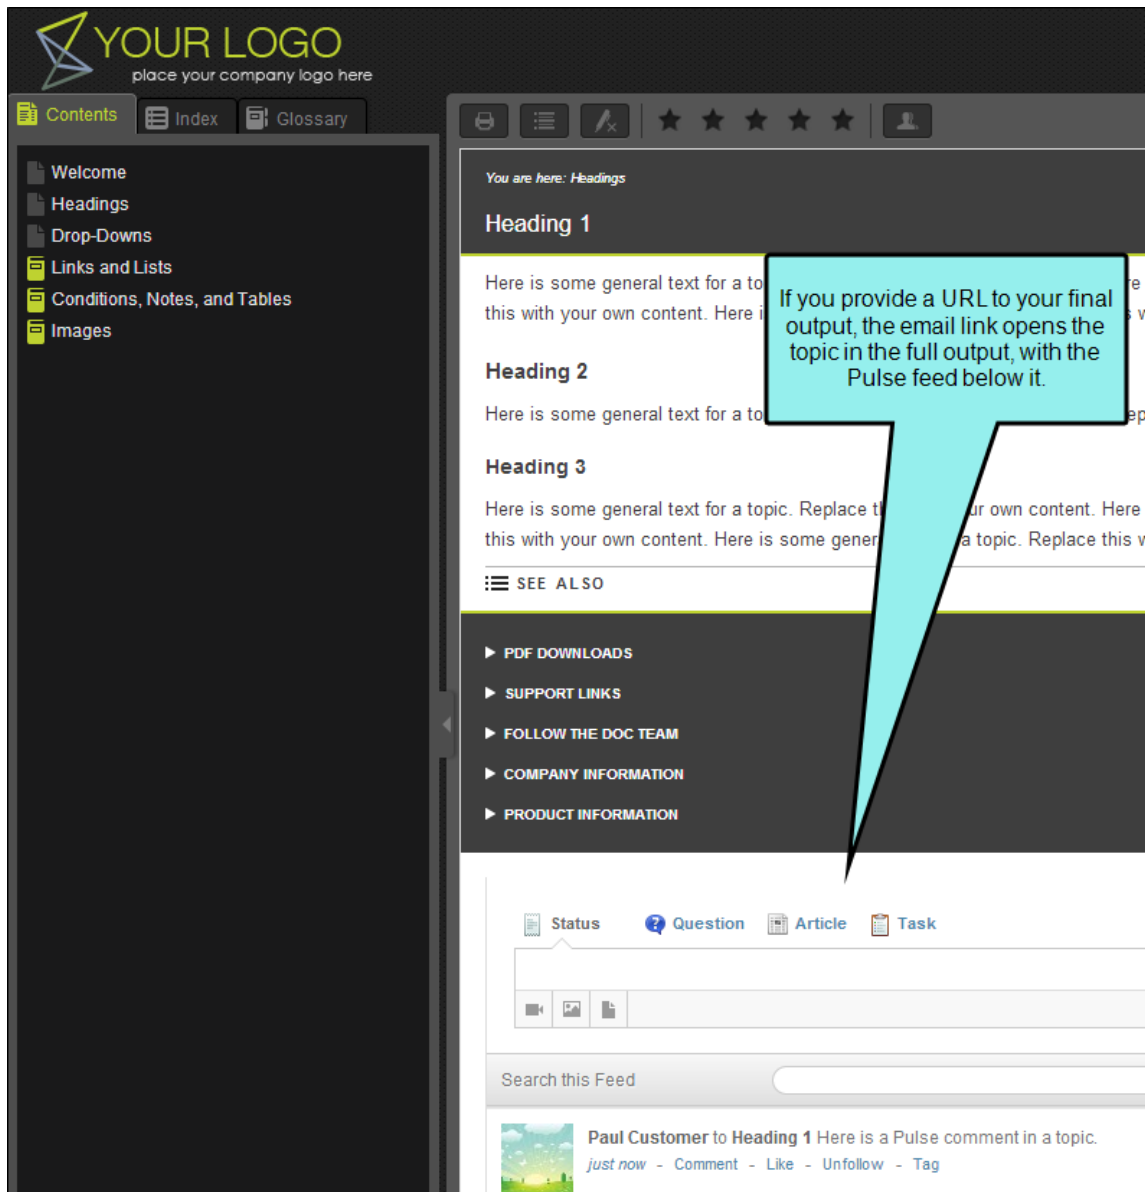 YOUR LOGO
place your company logo here
Contents
Index
Glossary
Welcome
Headings
Drop-Downs
Links and Lists
Conditions, Notes, and Tables
Images
You are here: Headings
Heading 1
Here is some general text for a to
this with your own content. Here i
If you provide a URL to your final
output, the email link opens the
topic in the full output, with the
Pulse feed below it.
Heading 2
Here is some general text for a to
Heading 3
Here is some general text for a topic. Replace t ur own content. Here
this with your own content. Here is some gener a topic. Replace this w
SEE ALSO
PDF DOWNLOADS
SUPPORT LINKS
FOLLOW THE DOC TEAM
COMPANY INFORMATION
PRODUCT INFORMATION
Status
Question
Article
Task
Search this Feed
Paul Customer to Heading 1 Here is a Pulse comment in a topic.
just now - Comment - Like - Unfollow - Tag